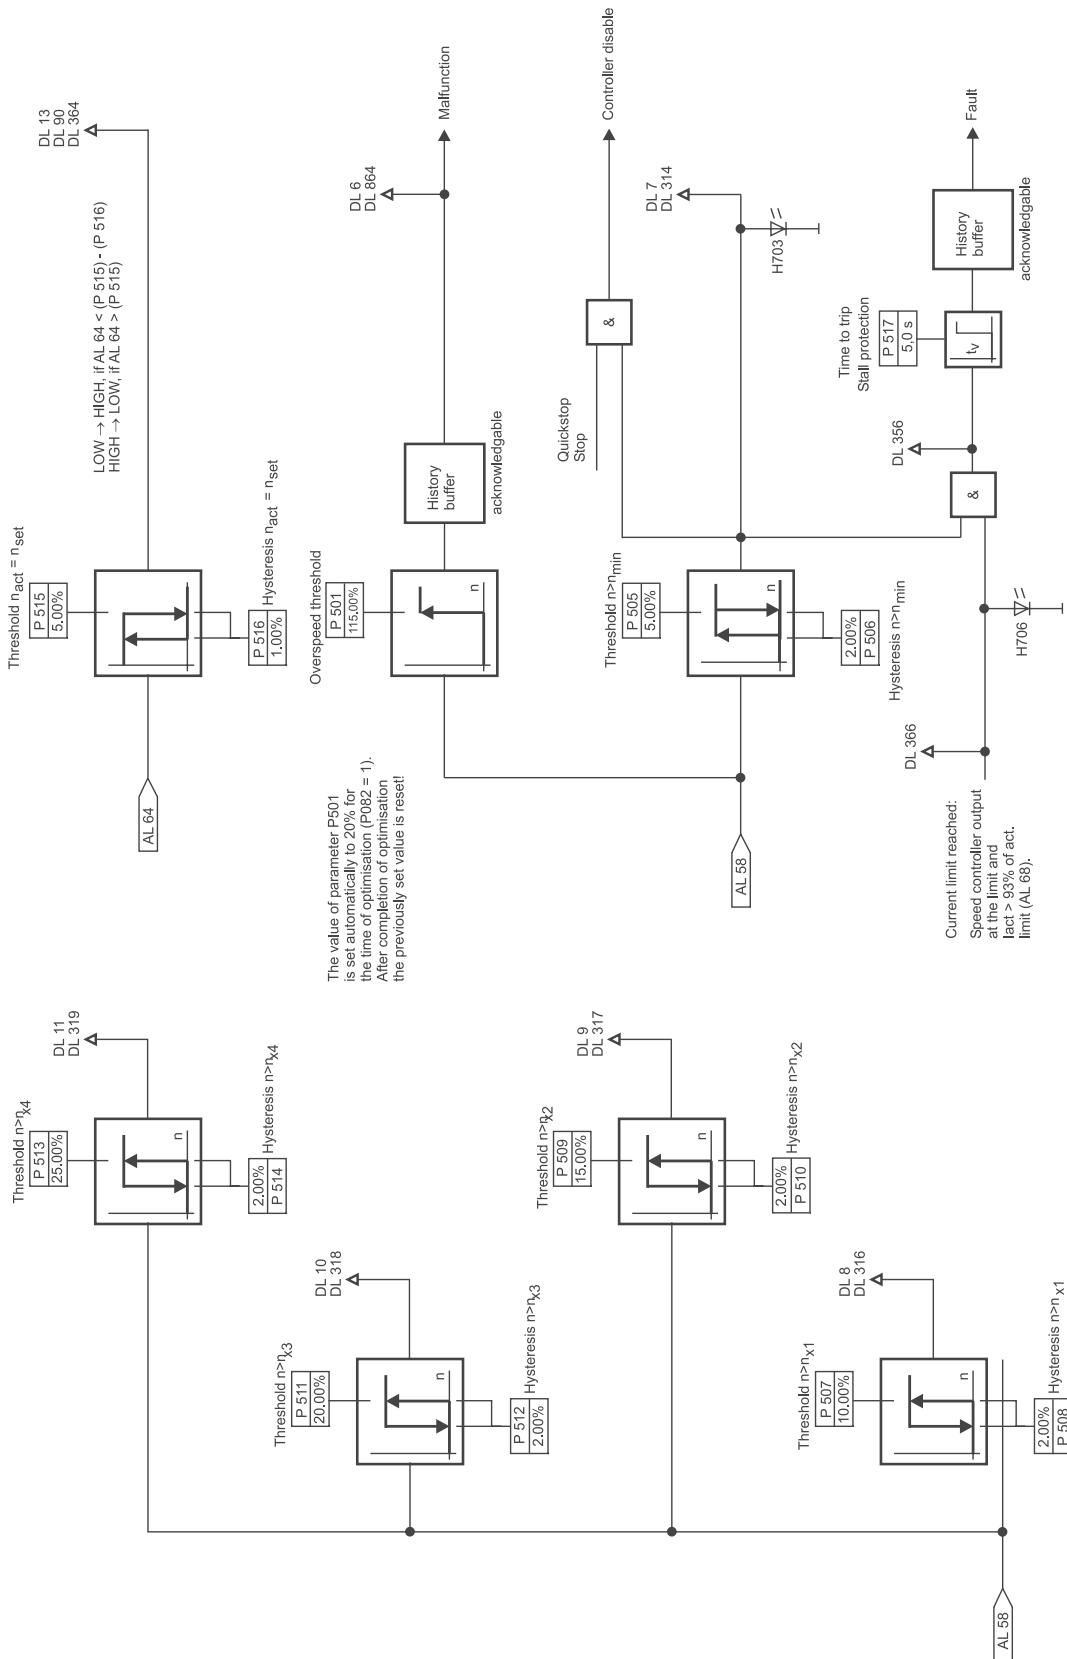 Threshold n>nx4
P 513
25.00%
DL 11
DL 319
n
2.00%
P 514
Hysteresis n>nx4
Threshold n>nx3
P 511
20.00%
DL 10
DL 318
n
P 512
2.00%
Hysteresis n>nx3
Threshold n>nx2
P 509
15.00%
DL 9
DL 317
n
2.00%
P 510
Hysteresis n>nx2
Threshold n>nx1
P 507
10.00%
DL 8
DL 316
n
2.00%
P 508
Hysteresis n>n x1
AL 58
Threshold nact = nset
P 515
5.00%
DL 13
DL 90
DL 364
LOW → HIGH, if AL 64 < (P 515) - (P 516)
HIGH → LOW, if AL 64 > (P 515)
AL 64
P 516
1.00%
Hysteresis nact = nset
Overspeed threshold
P 501
115.00%
n
History
buffer
acknowledgable
DL 6
DL 864
Malfunction
The value of parameter P501
is set automatically to 20% for
the time of optimisation (P082 = 1).
After completion of optimisation
the previously set value is reset!
Quickstop
Stop
&
Controller disable
Threshold n>nmin
P 505
5.00%
n
DL 7
DL 314
H703
AL 58
2.00%
P 506
Hysteresis n>nmin
Time to trip
Stall protection
P 517
5,0 s
tv
History
buffer
acknowledgable
Fault
DL 356
&
DL 366
H706
Current limit reached:
Speed controller output
at the limit and
Iact > 93% of act.
limit (AL 68).